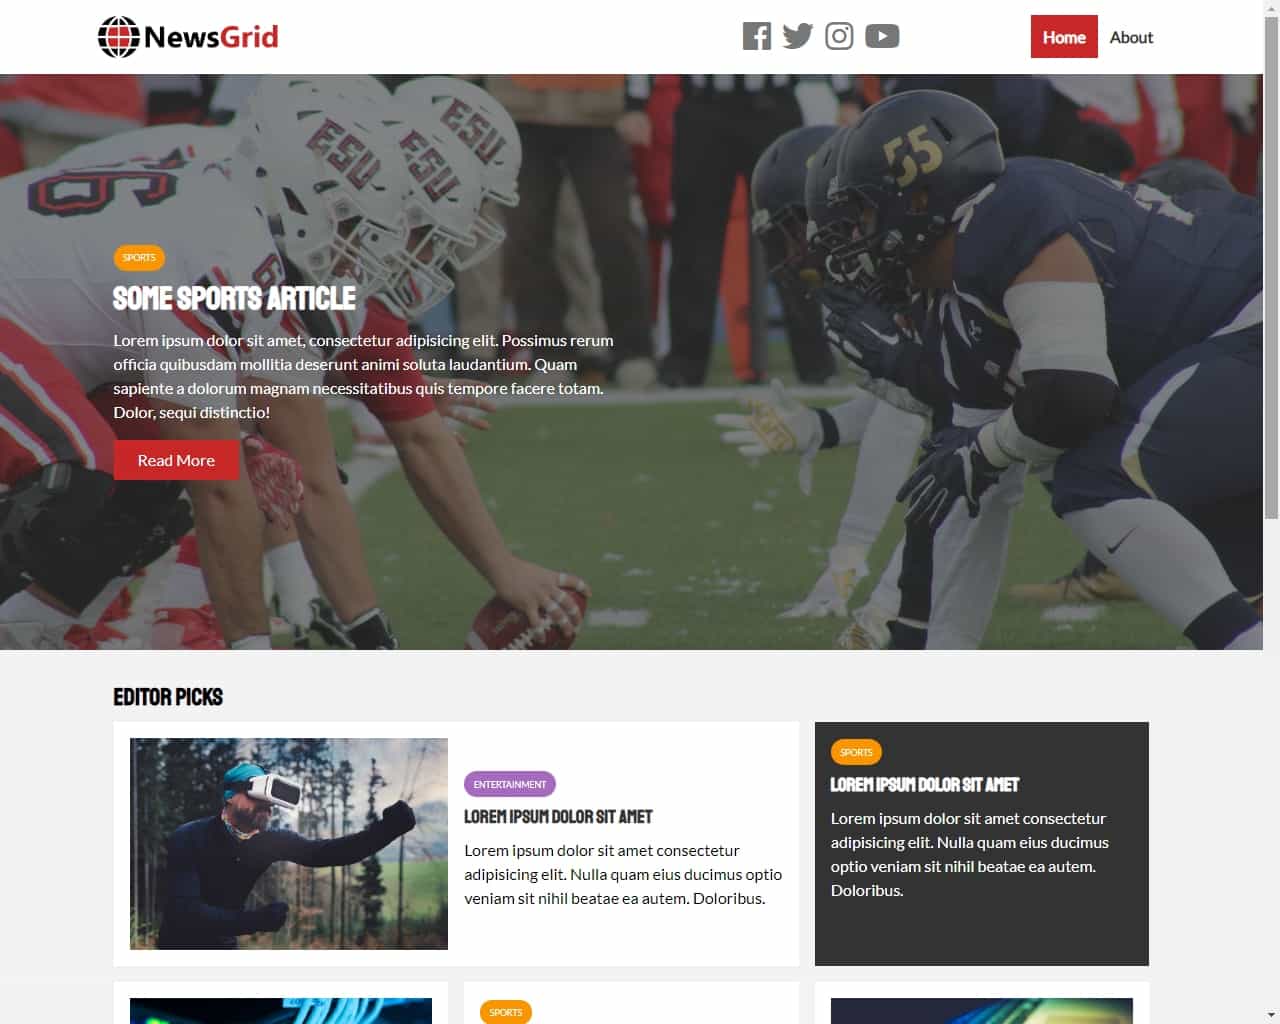 NewsGrid
Home
About
ESU
ESU
ESU
55
SPORTS
SOME SPORTS ARTICLE
Lorem ipsum dolor sit amet, consectetur adipisicing elit. Possimus rerum
officia quibusdam mollitia deserunt animi soluta laudantium. Quam
sapiente a dolorum magnam necessitatibus quis tempore facere totam.
Dolor, sequi distinctio!
Read More
EDITOR PICKS
ENTERTAINMENT
LOREM IPSUM DOLOR SIT AMET
Lorem ipsum dolor sit amet consectetur
adipisicing elit. Nulla quam eius ducimus optio
veniam sit nihil beatae ea autem. Doloribus.
SPORTS
LOREM IPSUM DOLOR SIT AMET
Lorem ipsum dolor sit amet consectetur
adipisicing elit. Nulla quam eius ducimus
optio veniam sit nihil beatae ea autem.
Doloribus.
SPORTS